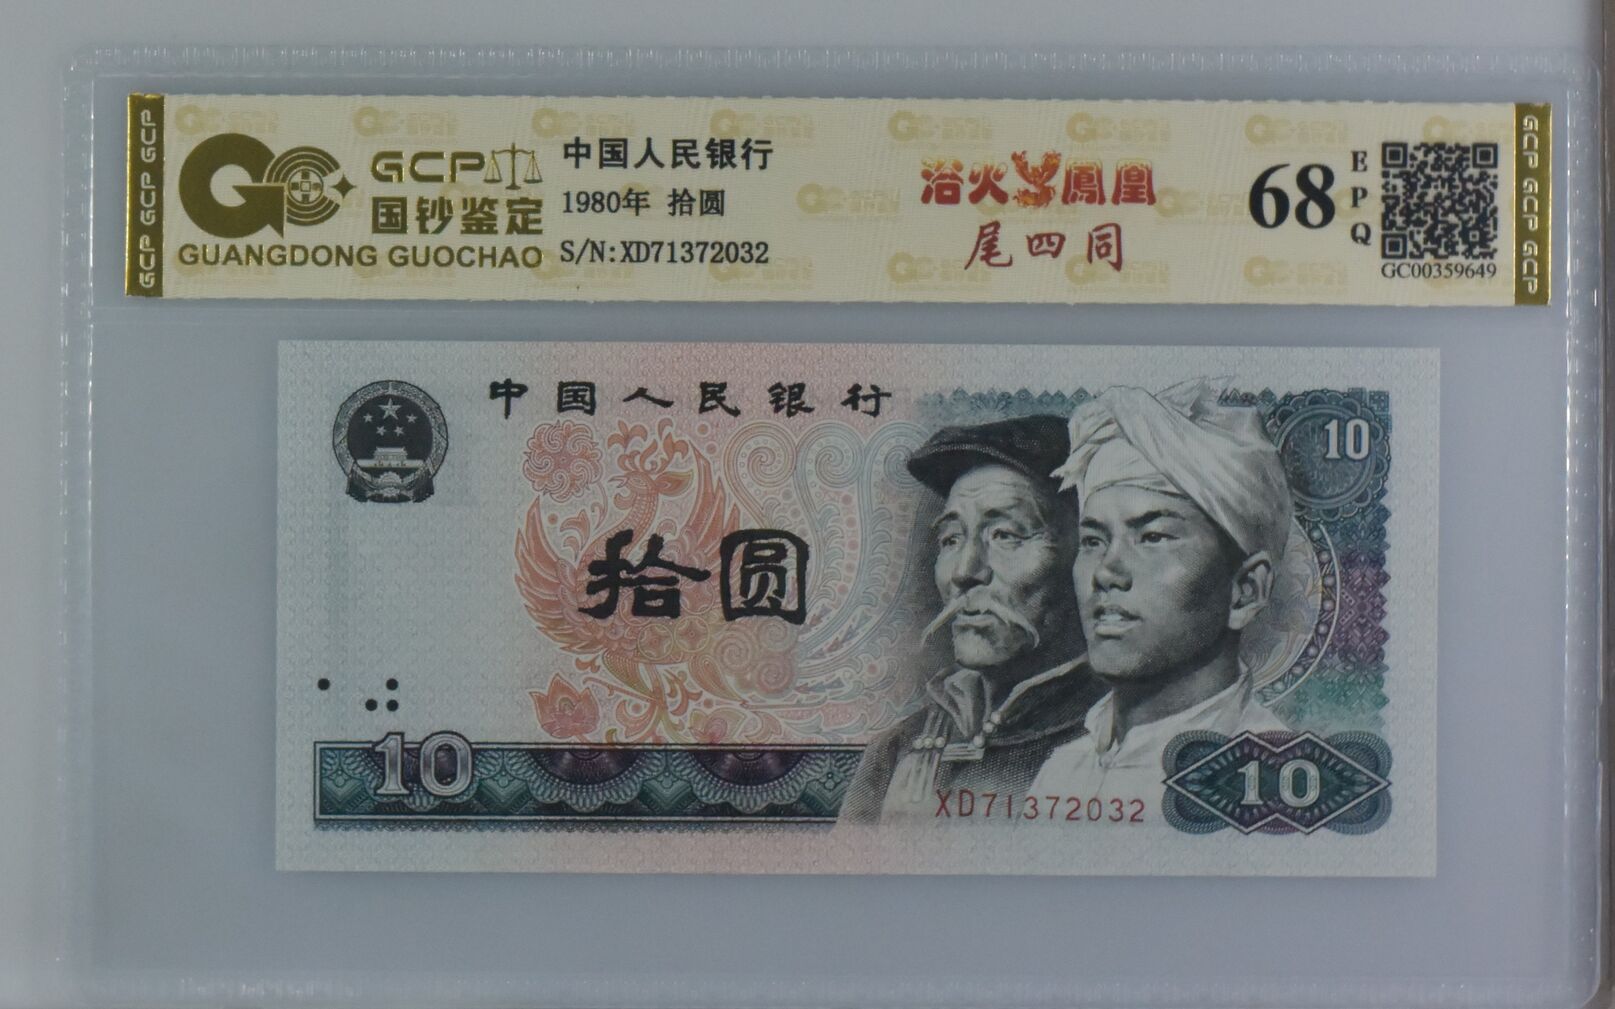 GCP GCP GCP
GCP
国钞鉴定
GUANGDONG GUOCHAO
中国人民银行
1980年 拾圆
S/N:XD71372032
浴火鳳凰
尾四同
68
EPQ
GC00359649
GCP GCP GCP
中国人民银行
10
拾圆
10
XD71372032
10